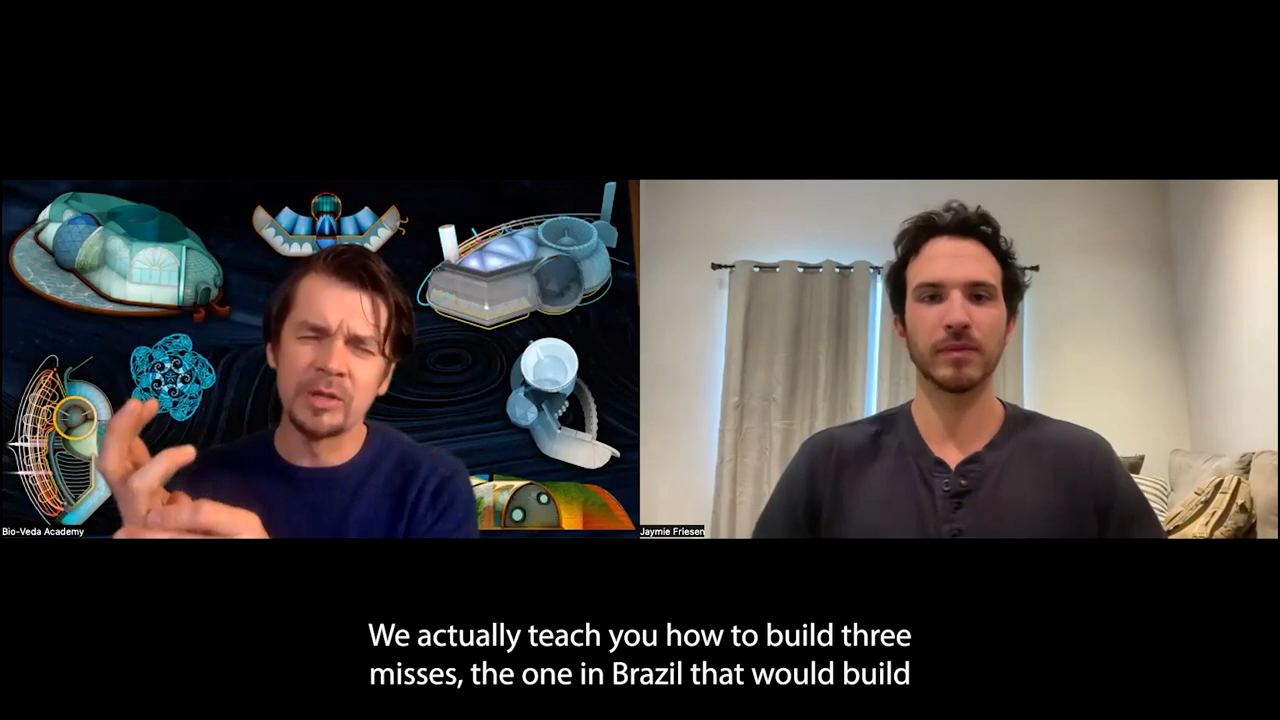 Bio-Veda Academy
Jaymie Friesen
We actually teach you how to build three
misses, the one in Brazil that would build